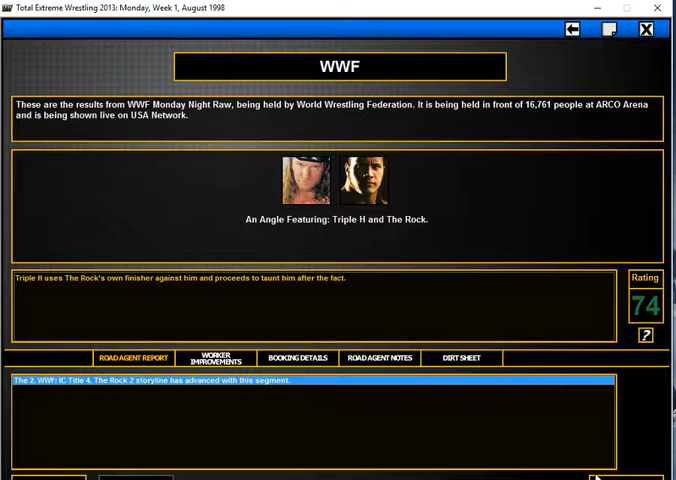 Total Extreme Wrestling 2013: Monday, Week 1, August 1998
WWF
These are the results from WWF Monday Night Raw, being held by World Wrestling Federation. It is being held in front of 16,761 people at ARCO Arena
and is being shown live on USA Network.
An Angle Featuring: Triple H and The Rock.
Triple H uses The Rock's own finisher against him and proceeds to taunt him after the fact.
Rating
74
?
ROAD AGENT REPORT
WORKER
IMPROVEMENTS
BOOKING DETAILS
ROAD AGENT NOTES
DIRT SHEET
The 2. WWF: IC Title 4. The Rock 2 storyline has advanced with this segment.